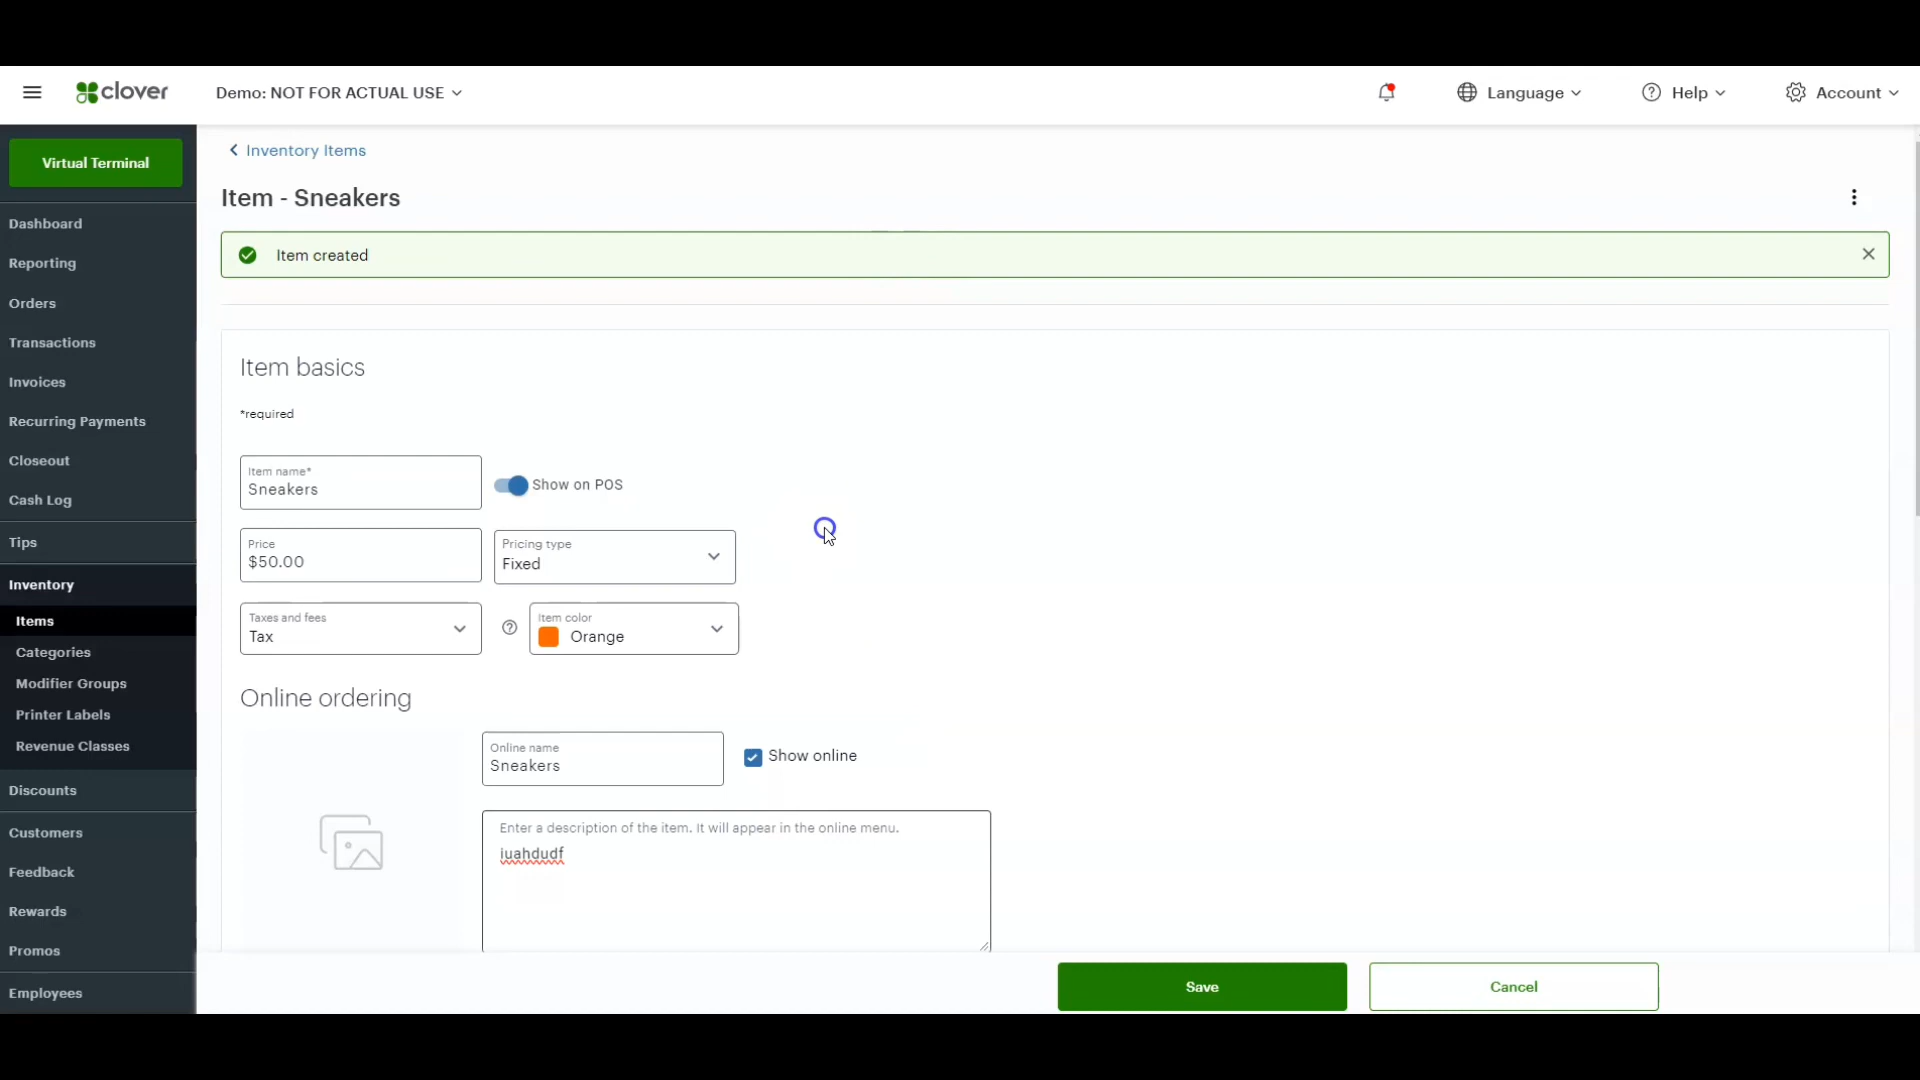 clover
Demo: NOT FOR ACTUAL USE
Language
Help
Account
Virtual Terminal
Dashboard
Reporting
Orders
Transactions
Invoices
Recurring Payments
Closeout
Cash Log
Tips
Inventory
Items
Categories
Modifier Groups
Printer Labels
Revenue Classes
Discounts
Customers
Feedback
Rewards
Promos
Employees
Inventory Items
Item - Sneakers
Item created
Item basics
*required
Item name*
Sneakers
Show on POS
Price
$50.00
Pricing type
Fixed
Taxes and fees
Tax
Item color
Orange
Online ordering
Online name
Sneakers
Show online
Enter a description of the item. It will appear in the online menu.
iuahdudf
Save
Cancel